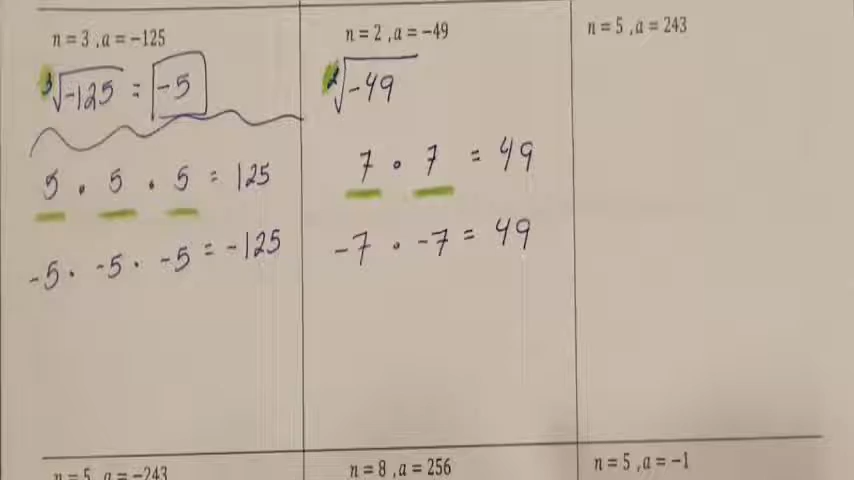 n = 3 , a = −125
∛-125 = -5
5 · 5 · 5 = 125
-5 · -5 · -5 = -125
n = 2 , a = −49
²√-49
7 · 7 = 49
-7 · -7 = 49
n = 5 , a = 243
n = 5 , a = −243
n = 8 , a = 256
n = 5 , a = −1